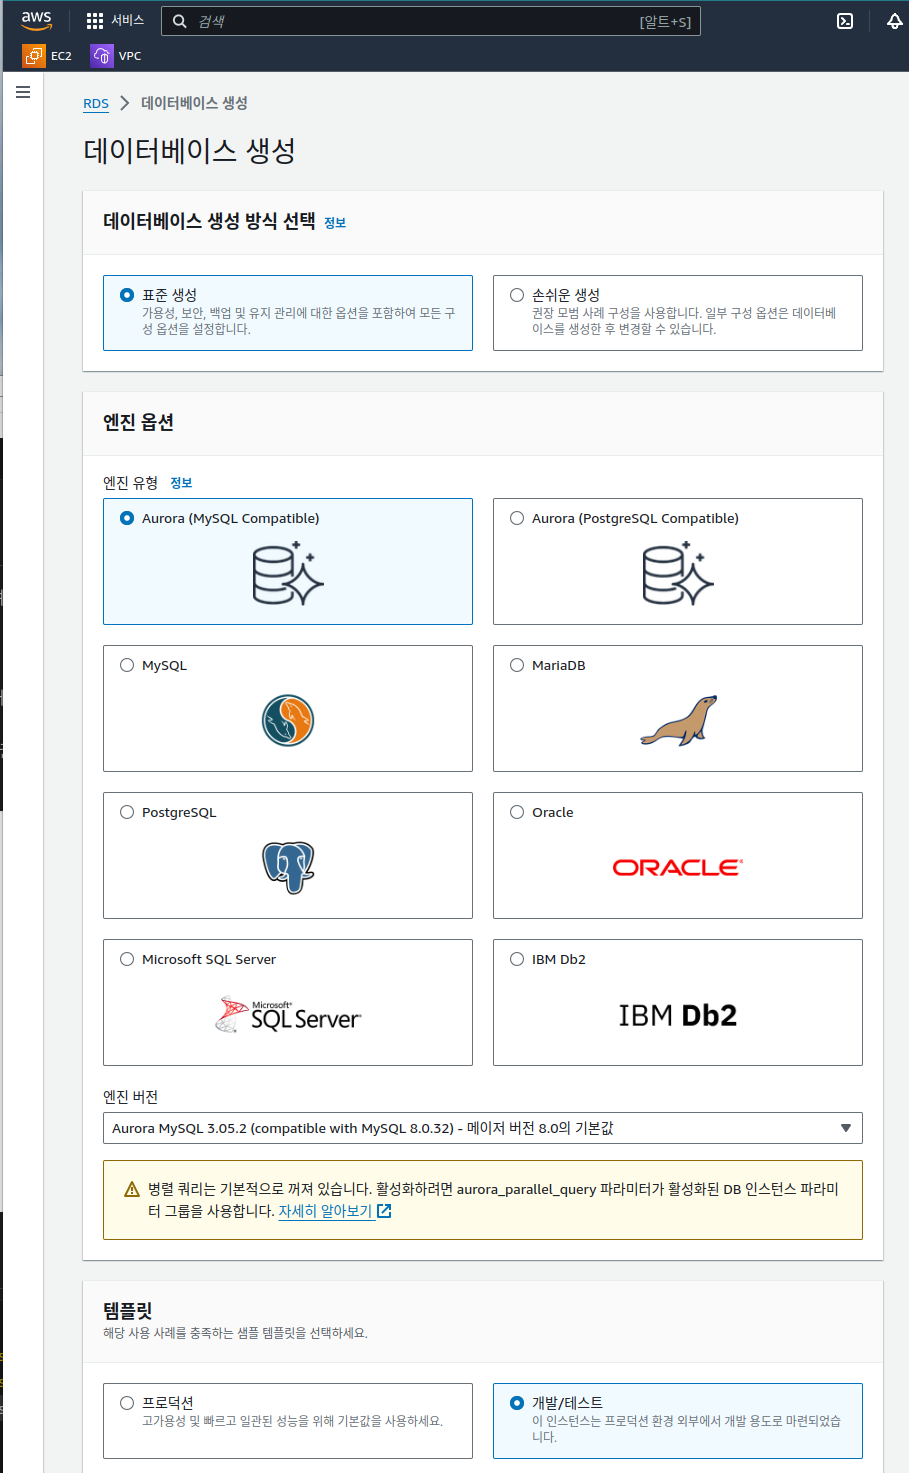 aws
서비스
검색
[알트+S]
EC2
VPC
RDS
데이터베이스 생성
데이터베이스 생성
데이터베이스 생성 방식 선택 정보
표준 생성
가용성, 보안, 백업 및 유지 관리에 대한 옵션을 포함하여 모든 구
성 옵션을 설정합니다.
손쉬운 생성
권장 모범 사례 구성을 사용합니다. 일부 구성 옵션은 데이터베
이스를 생성한 후 변경할 수 있습니다.
엔진 옵션
엔진 유형 정보
Aurora (MySQL Compatible)
Aurora (PostgreSQL Compatible)
MySQL
MariaDB
PostgreSQL
Oracle
ORACLE
Microsoft SQL Server
Microsoft
SQL Server
IBM Db2
IBM Db2
엔진 버전
Aurora MySQL 3.05.2 (compatible with MySQL 8.0.32) - 메이저 버전 8.0의 기본값
병렬 쿼리는 기본적으로 꺼져 있습니다. 활성화하려면 aurora_parallel_query 파라미터가 활성화된 DB 인스턴스 파라미
터 그룹을 사용합니다. 자세히 알아보기
템플릿
해당 사용 사례를 충족하는 샘플 템플릿을 선택하세요.
프로덕션
고가용성 및 빠르고 일관된 성능을 위해 기본값을 사용하세요.
개발/테스트
이 인스턴스는 프로덕션 환경 외부에서 개발 용도로 마련되었습
니다.